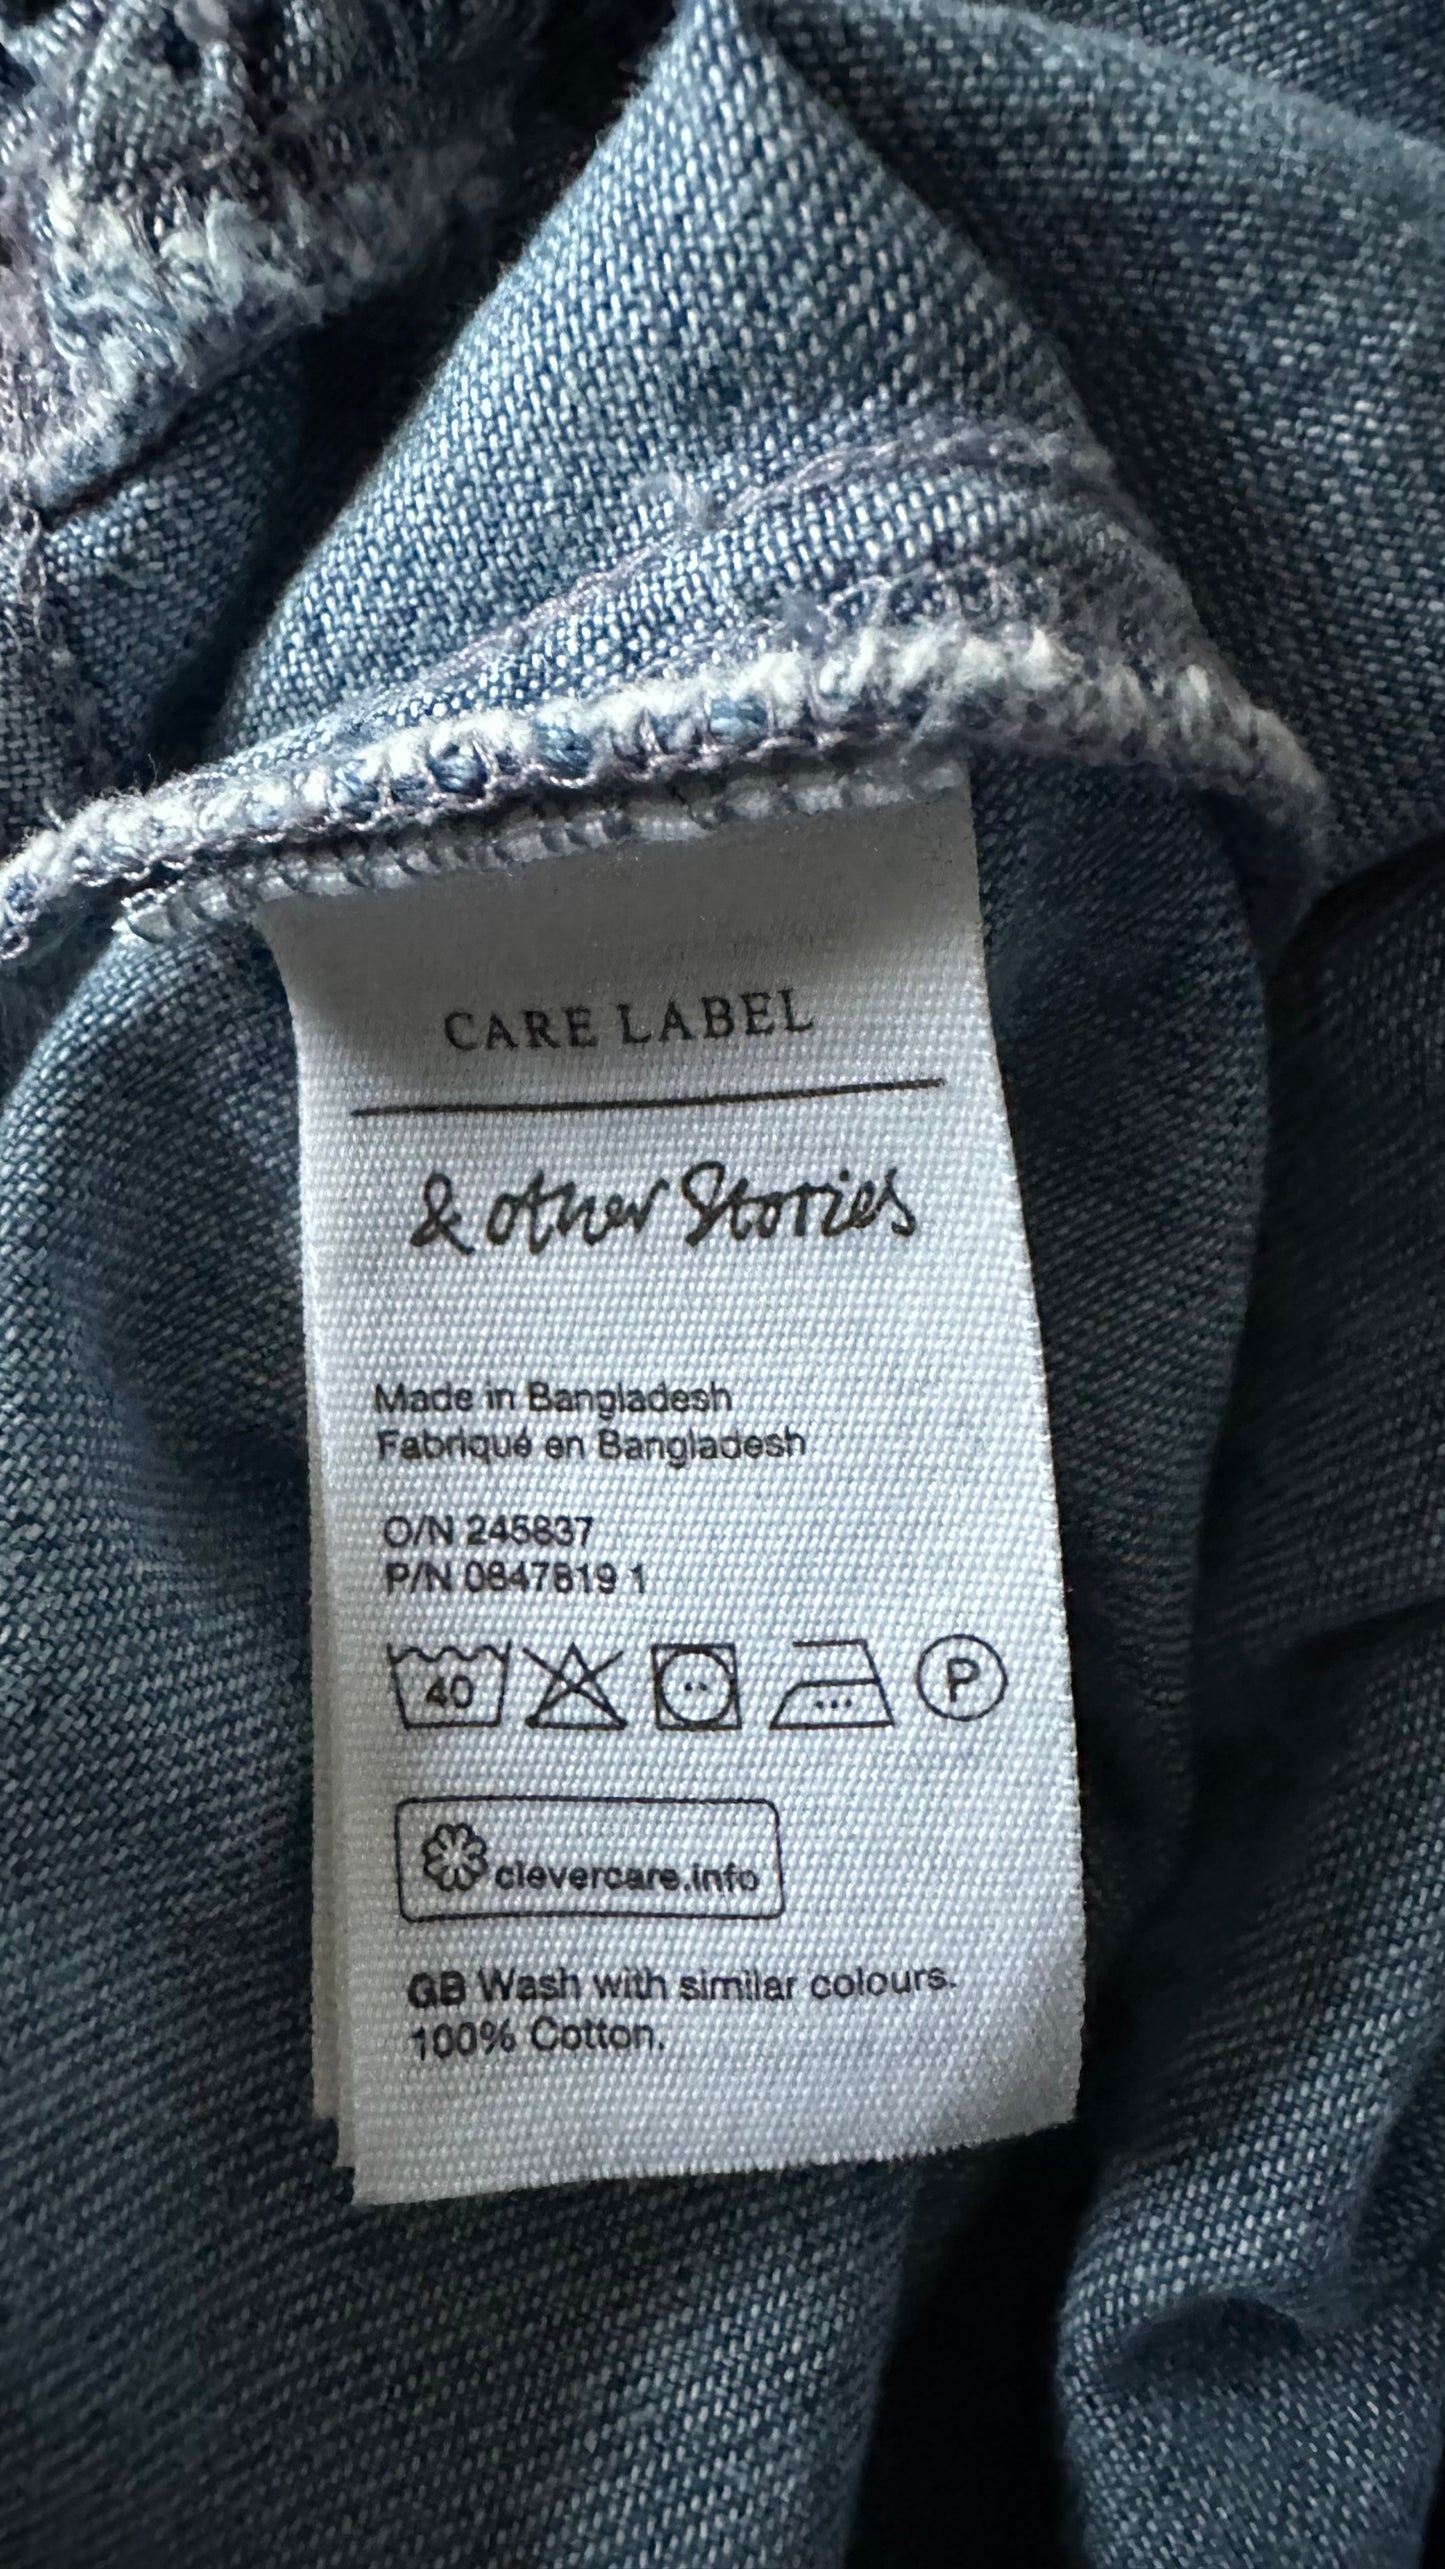 CARE LABEL
& other Stories
Made in Bangladesh
Fabriqué en Bangladesh
O/N 245837
P/N 0847819 1
40
P
clevercare.info
GB Wash with similar colours.
100% Cotton.